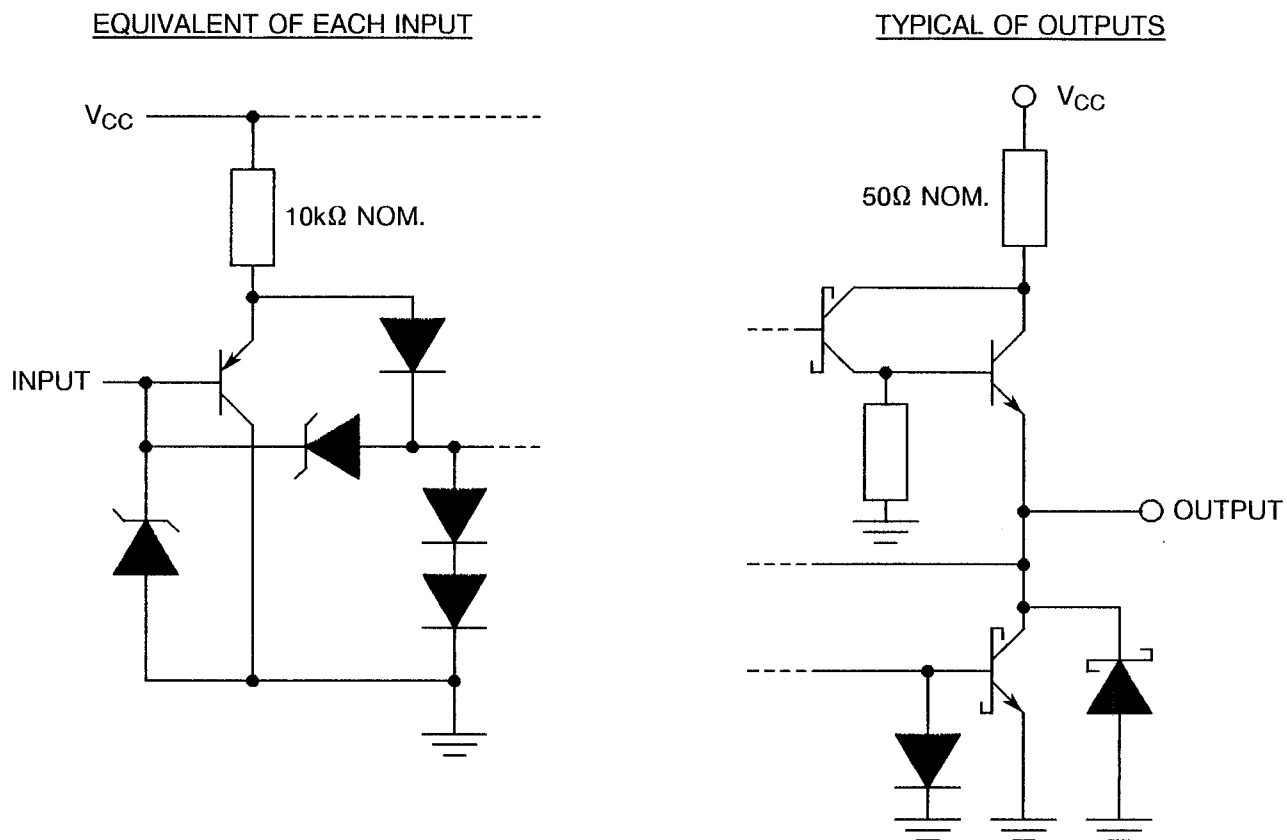 EQUIVALENT OF EACH INPUT
TYPICAL OF OUTPUTS
VCC
VCC
10kΩ NOM.
50Ω NOM.
INPUT
OUTPUT